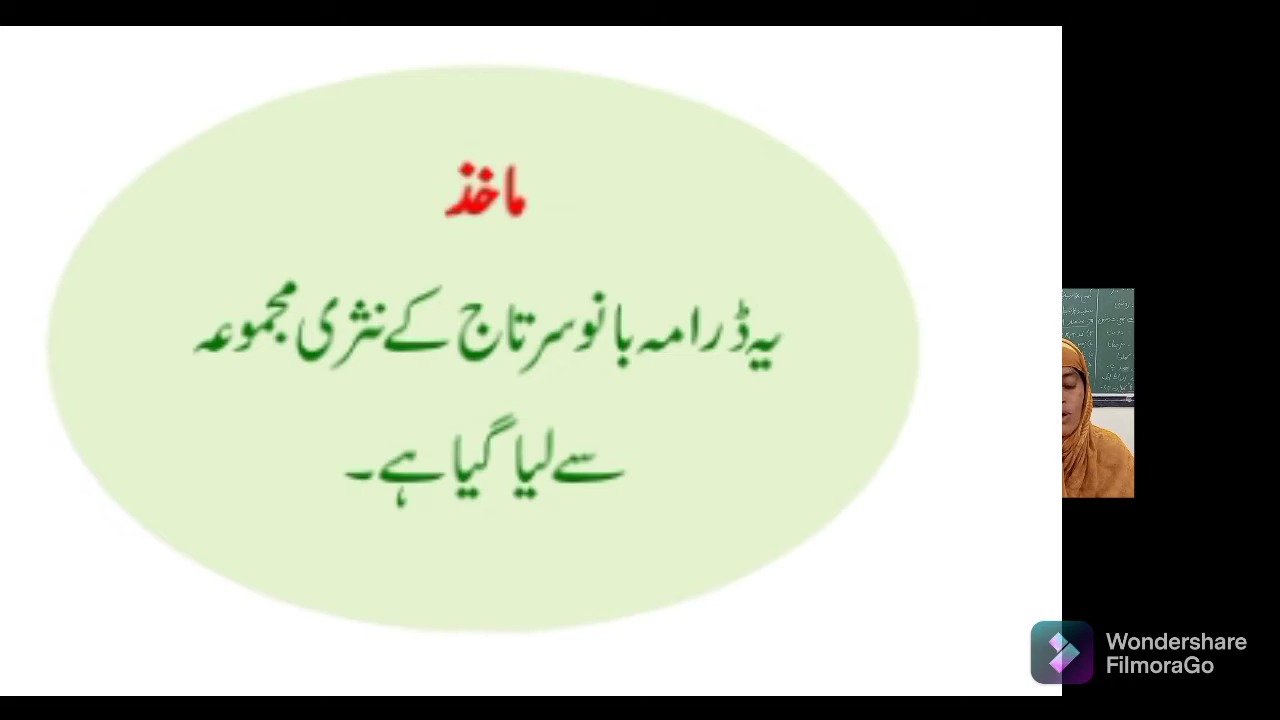 ماخذ
یہ ڈرامہ بانو سرتاج کے نثری مجموعہ
سے لیا گیا ہے۔
Wondershare
FilmoraGo